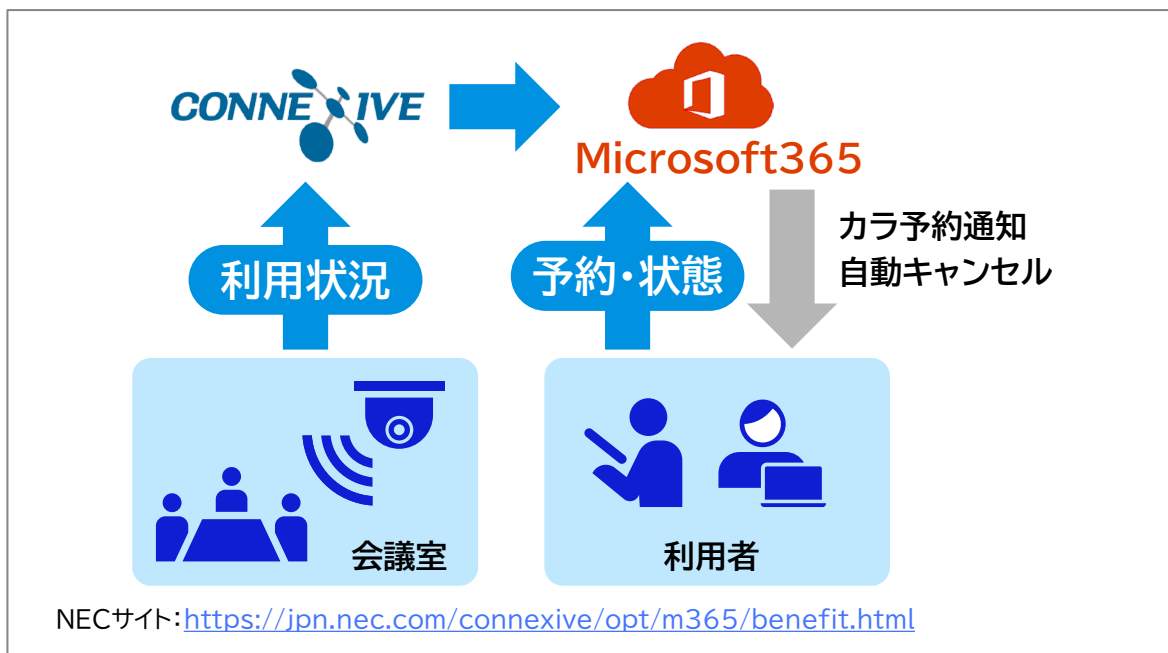 CONNEXIVE
Microsoft365
カラ予約通知
自動キャンセル
利用状況
予約・状態
会議室
利用者
NECサイト：https://jpn.nec.com/connexive/opt/m365/benefit.html